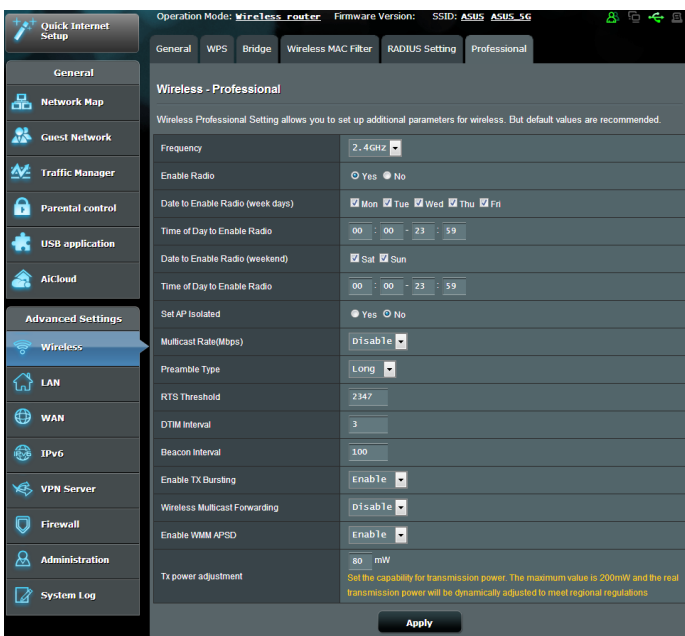 Operation Mode: Wireless router Firmware Version: SSID: ASUS ASUS_5G
Quick Internet
Setup
General WPS Bridge Wireless MAC Filter RADIUS Setting Professional
General
Network Map
Guest Network
Traffic Manager
Parental control
USB application
AiCloud
Advanced Settings
Wireless
LAN
WAN
IPv6
VPN Server
Firewall
Administration
System Log
Wireless - Professional
Wireless Professional Setting allows you to set up additional parameters for wireless. But default values are recommended.
Frequency 2.4GHZ
Enable Radio Yes No
Date to Enable Radio (week days) Mon Tue Wed Thu Fri
Time of Day to Enable Radio 00 : 00 - 23 : 59
Date to Enable Radio (weekend) Sat Sun
Time of Day to Enable Radio 00 : 00 - 23 : 59
Set AP Isolated Yes No
Multicast Rate(Mbps) Disable
Preamble Type Long
RTS Threshold 2347
DTIM Interval 3
Beacon Interval 100
Enable TX Bursting Enable
Wireless Multicast Forwarding Disable
Enable WMM APSD Enable
Tx power adjustment 80 mW
Set the capability for transmission power. The maximum value is 200mW and the real
transmission power will be dynamically adjusted to meet regional regulations
Apply